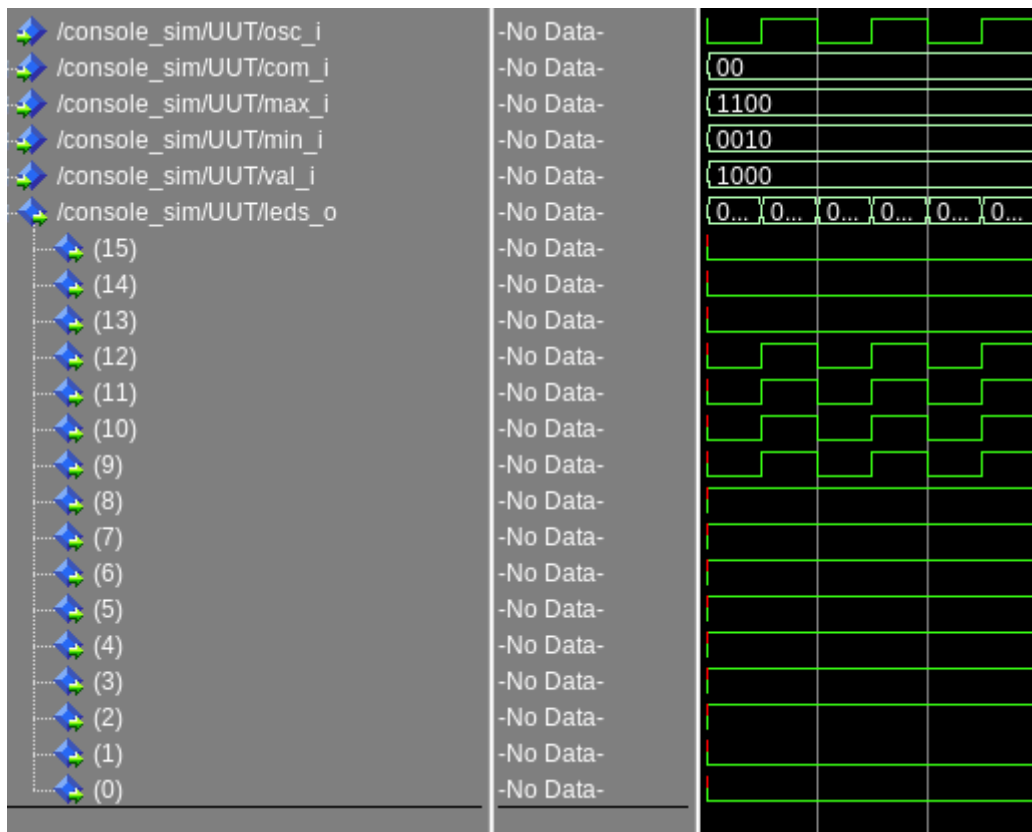 /console_sim/UUT/osc_i -No Data-
/console_sim/UUT/com_i -No Data- 00
/console_sim/UUT/max_i -No Data- 1100
/console_sim/UUT/min_i -No Data- 0010
/console_sim/UUT/val_i -No Data- 1000
/console_sim/UUT/leds_o -No Data- 0... 0... 0... 0... 0... 0...
(15) -No Data-
(14) -No Data-
(13) -No Data-
(12) -No Data-
(11) -No Data-
(10) -No Data-
(9) -No Data-
(8) -No Data-
(7) -No Data-
(6) -No Data-
(5) -No Data-
(4) -No Data-
(3) -No Data-
(2) -No Data-
(1) -No Data-
(0) -No Data-